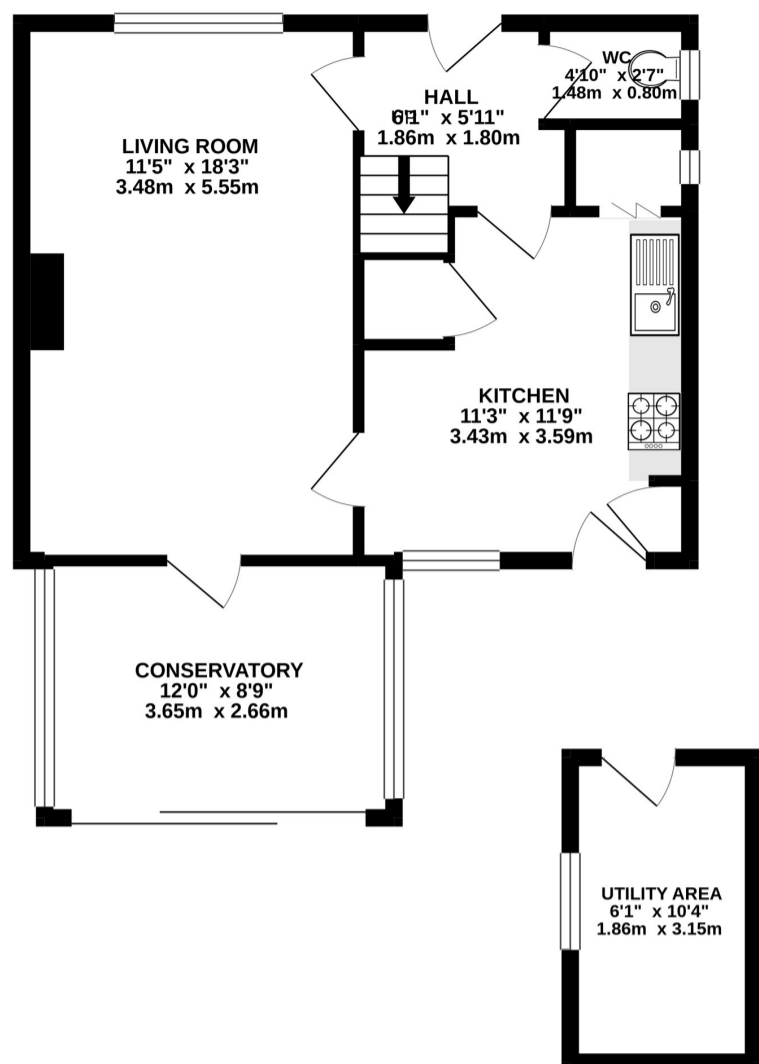 WC
4'10" x 2'7"
1.48m x 0.80m
HALL
6'1" x 5'11"
1.86m x 1.80m
UP
LIVING ROOM
11'5" x 18'3"
3.48m x 5.55m
KITCHEN
11'3" x 11'9"
3.43m x 3.59m
CONSERVATORY
12'0" x 8'9"
3.65m x 2.66m
UTILITY AREA
6'1" x 10'4"
1.86m x 3.15m